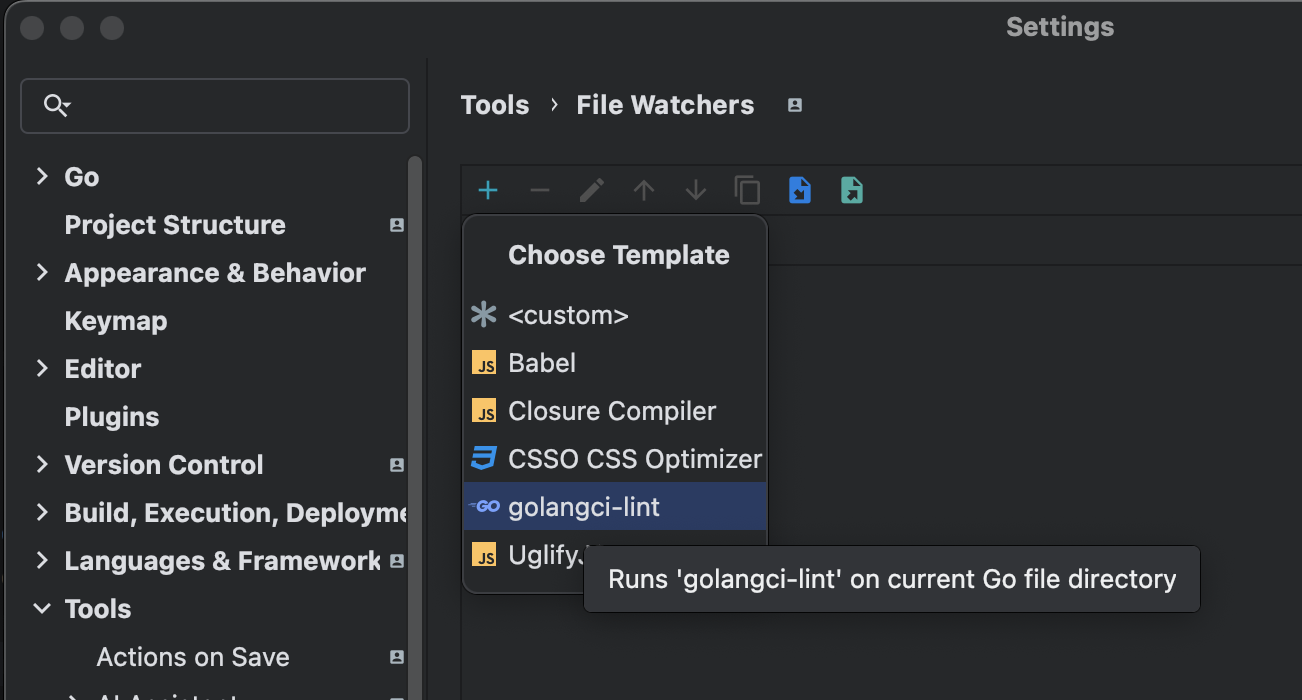 Settings
Tools › File Watchers
Go
Project Structure
Appearance & Behavior
Keymap
Editor
Plugins
Version Control
Build, Execution, Deployme
Languages & Framework
Tools
Actions on Save
Choose Template
<custom>
JS Babel
JS Closure Compiler
CSSO CSS Optimizer
GO golangci-lint
JS UglifyJ
Runs 'golangci-lint' on current Go file directory